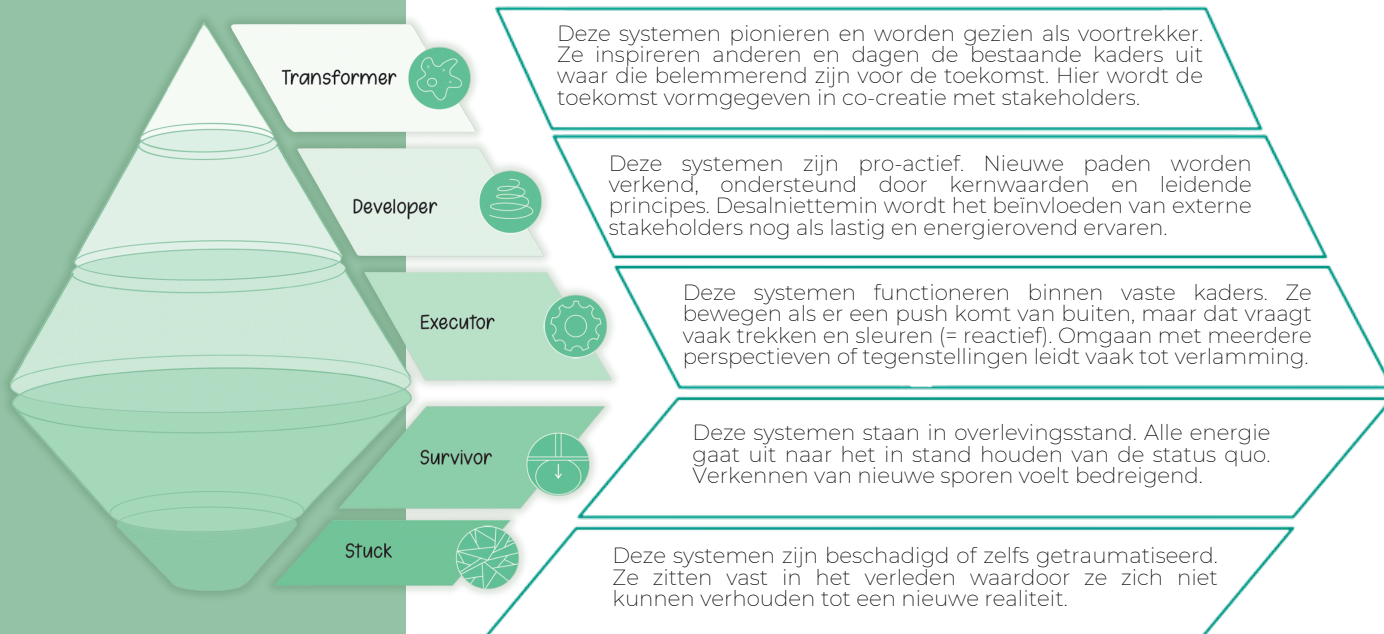 Transformer
Deze systemen pionieren en worden gezien als voortrekker.
Ze inspireren anderen en dagen de bestaande kaders uit
waar die belemmerend zijn voor de toekomst. Hier wordt de
toekomst vormgegeven in co-creatie met stakeholders.
Developer
Deze systemen zijn pro-actief. Nieuwe paden worden
verkend, ondersteund door kernwaarden en leidende
principes. Desalniettemin wordt het beïnvloeden van externe
stakeholders nog als lastig en energierovend ervaren.
Executor
Deze systemen functioneren binnen vaste kaders. Ze
bewegen als er een push komt van buiten, maar dat vraagt
vaak trekken en sleuren (= reactief). Omgaan met meerdere
perspectieven of tegenstellingen leidt vaak tot verlamming.
Survivor
Deze systemen staan in overlevingsstand. Alle energie
gaat uit naar het in stand houden van de status quo.
Verkennen van nieuwe sporen voelt bedreigend.
Stuck
Deze systemen zijn beschadigd of zelfs getraumatiseerd.
Ze zitten vast in het verleden waardoor ze zich niet
kunnen verhouden tot een nieuwe realiteit.